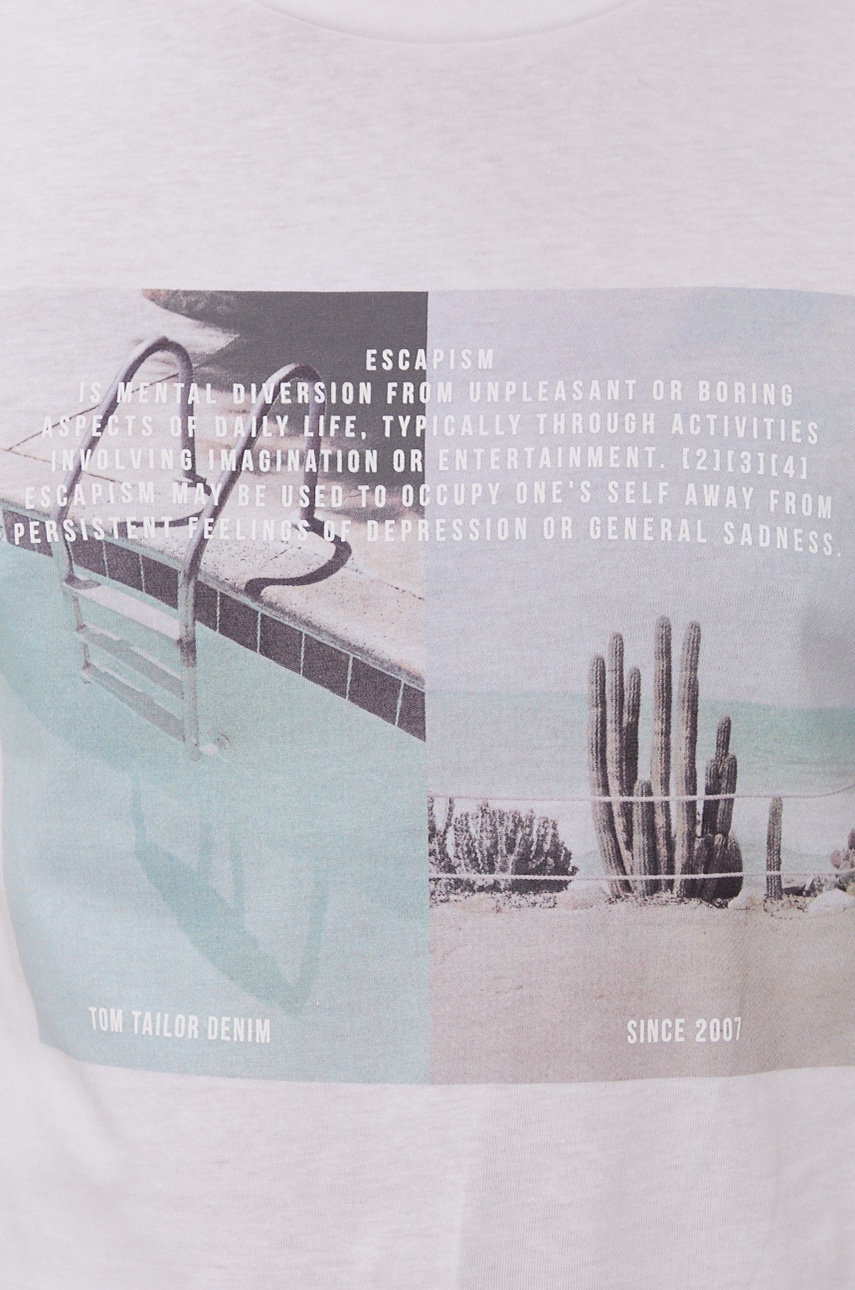 ESCAPISM
IS MENTAL DIVERSION FROM UNPLEASANT OR BORING
ASPECTS OF DAILY LIFE, TYPICALLY THROUGH ACTIVITIES
INVOLVING IMAGINATION OR ENTERTAINMENT. [2][3][4]
ESCAPISM MAY BE USED TO OCCUPY ONE'S SELF AWAY FROM
PERSISTENT FEELINGS OF DEPRESSION OR GENERAL SADNESS.
TOM TAILOR DENIM
SINCE 2007